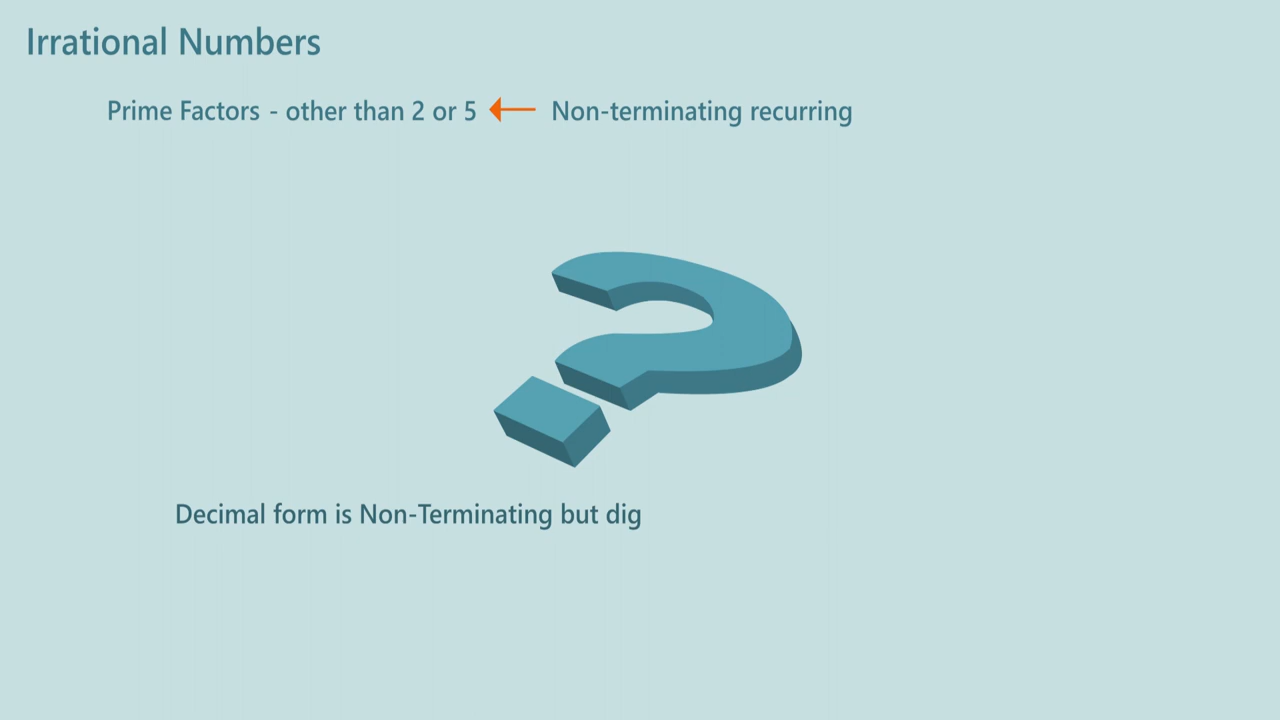 Irrational Numbers
Prime Factors - other than 2 or 5 ← Non-terminating recurring
?
Decimal form is Non-Terminating but dig